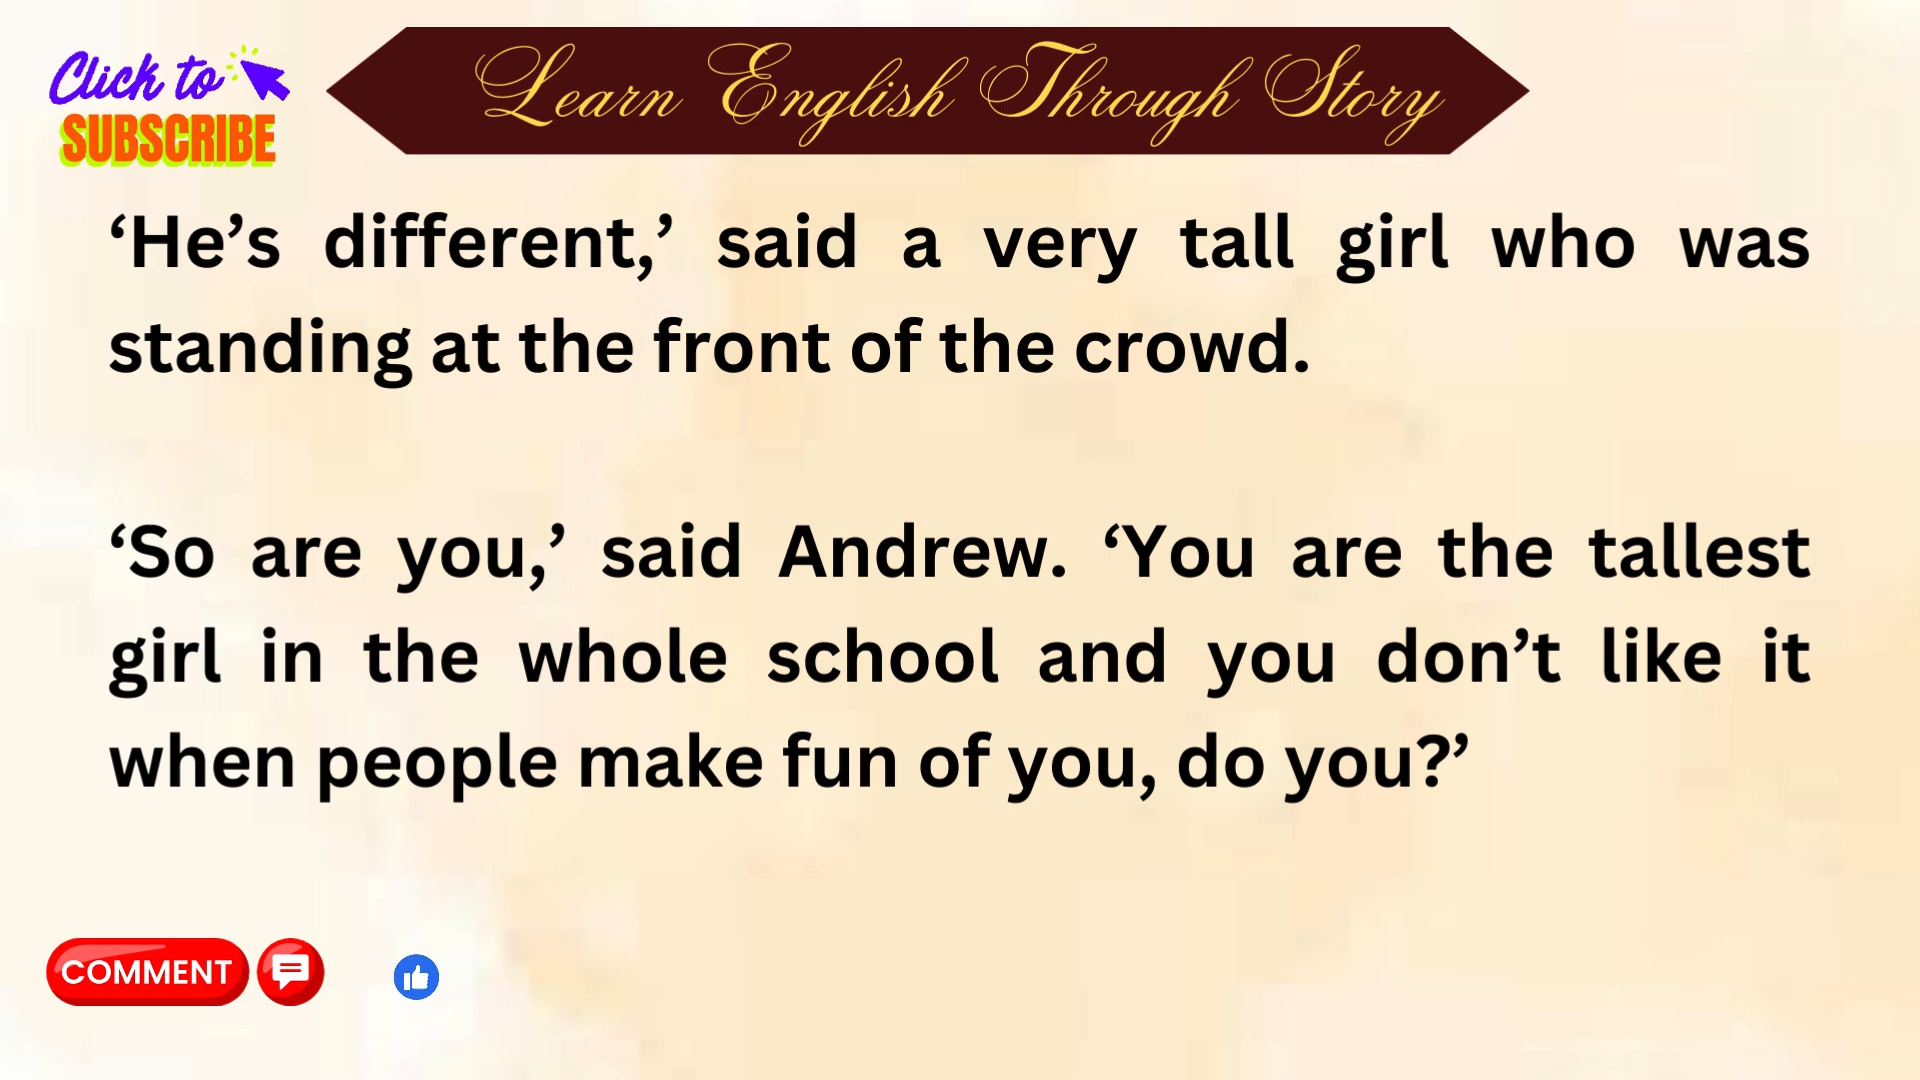 Click to
SUBSCRIBE
Learn English Through Story
‘He’s different,’ said a very tall girl who was
standing at the front of the crowd.
‘So are you,’ said Andrew. ‘You are the tallest
girl in the whole school and you don’t like it
when people make fun of you, do you?’
COMMENT